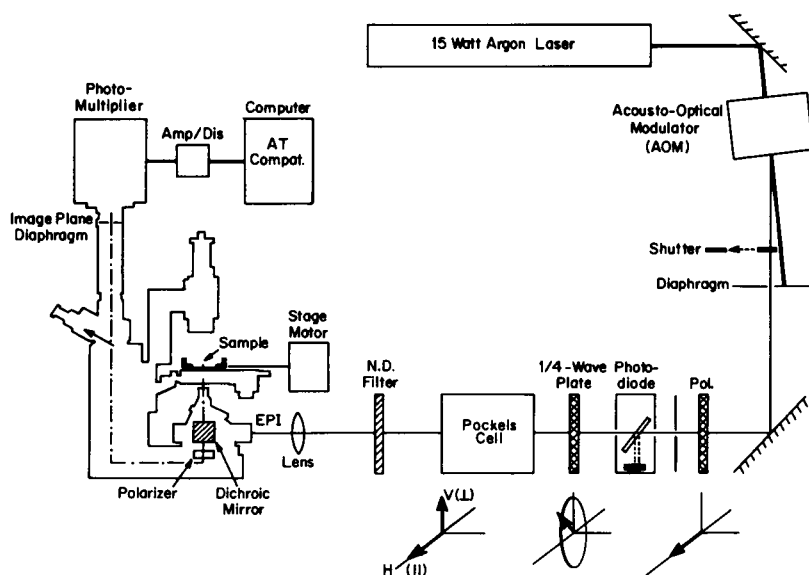 15 Watt Argon Laser
Photo-
Multiplier
Amp/Dis
Computer
AT
Compat.
Acousto-Optical
Modulator
(AOM)
Image Plane
Diaphragm
Shutter
Diaphragm
Sample
Stage
Motor
N.D.
Filter
1/4-Wave
Plate
Photo-
diode
Pol.
EPI
Pockels
Cell
Lens
Polarizer
Dichroic
Mirror
V(⊥)
H (||)